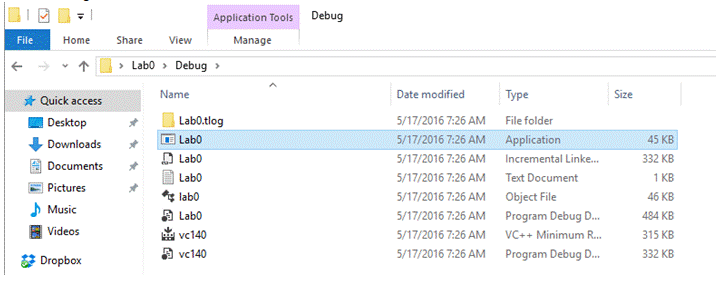 Application Tools Debug
File Home Share View Manage
Lab0 Debug
Name Date modified Type Size
Quick access
Desktop
Downloads
Documents
Pictures
Music
Videos
Dropbox
Lab0.tlog 5/17/2016 7:26 AM File folder
Lab0 5/17/2016 7:26 AM Application 45 KB
Lab0 5/17/2016 7:26 AM Incremental Linke... 332 KB
Lab0 5/17/2016 7:26 AM Text Document 1 KB
lab0 5/17/2016 7:26 AM Object File 46 KB
Lab0 5/17/2016 7:26 AM Program Debug D... 484 KB
vc140 5/17/2016 7:26 AM VC++ Minimum R... 315 KB
vc140 5/17/2016 7:26 AM Program Debug D... 332 KB